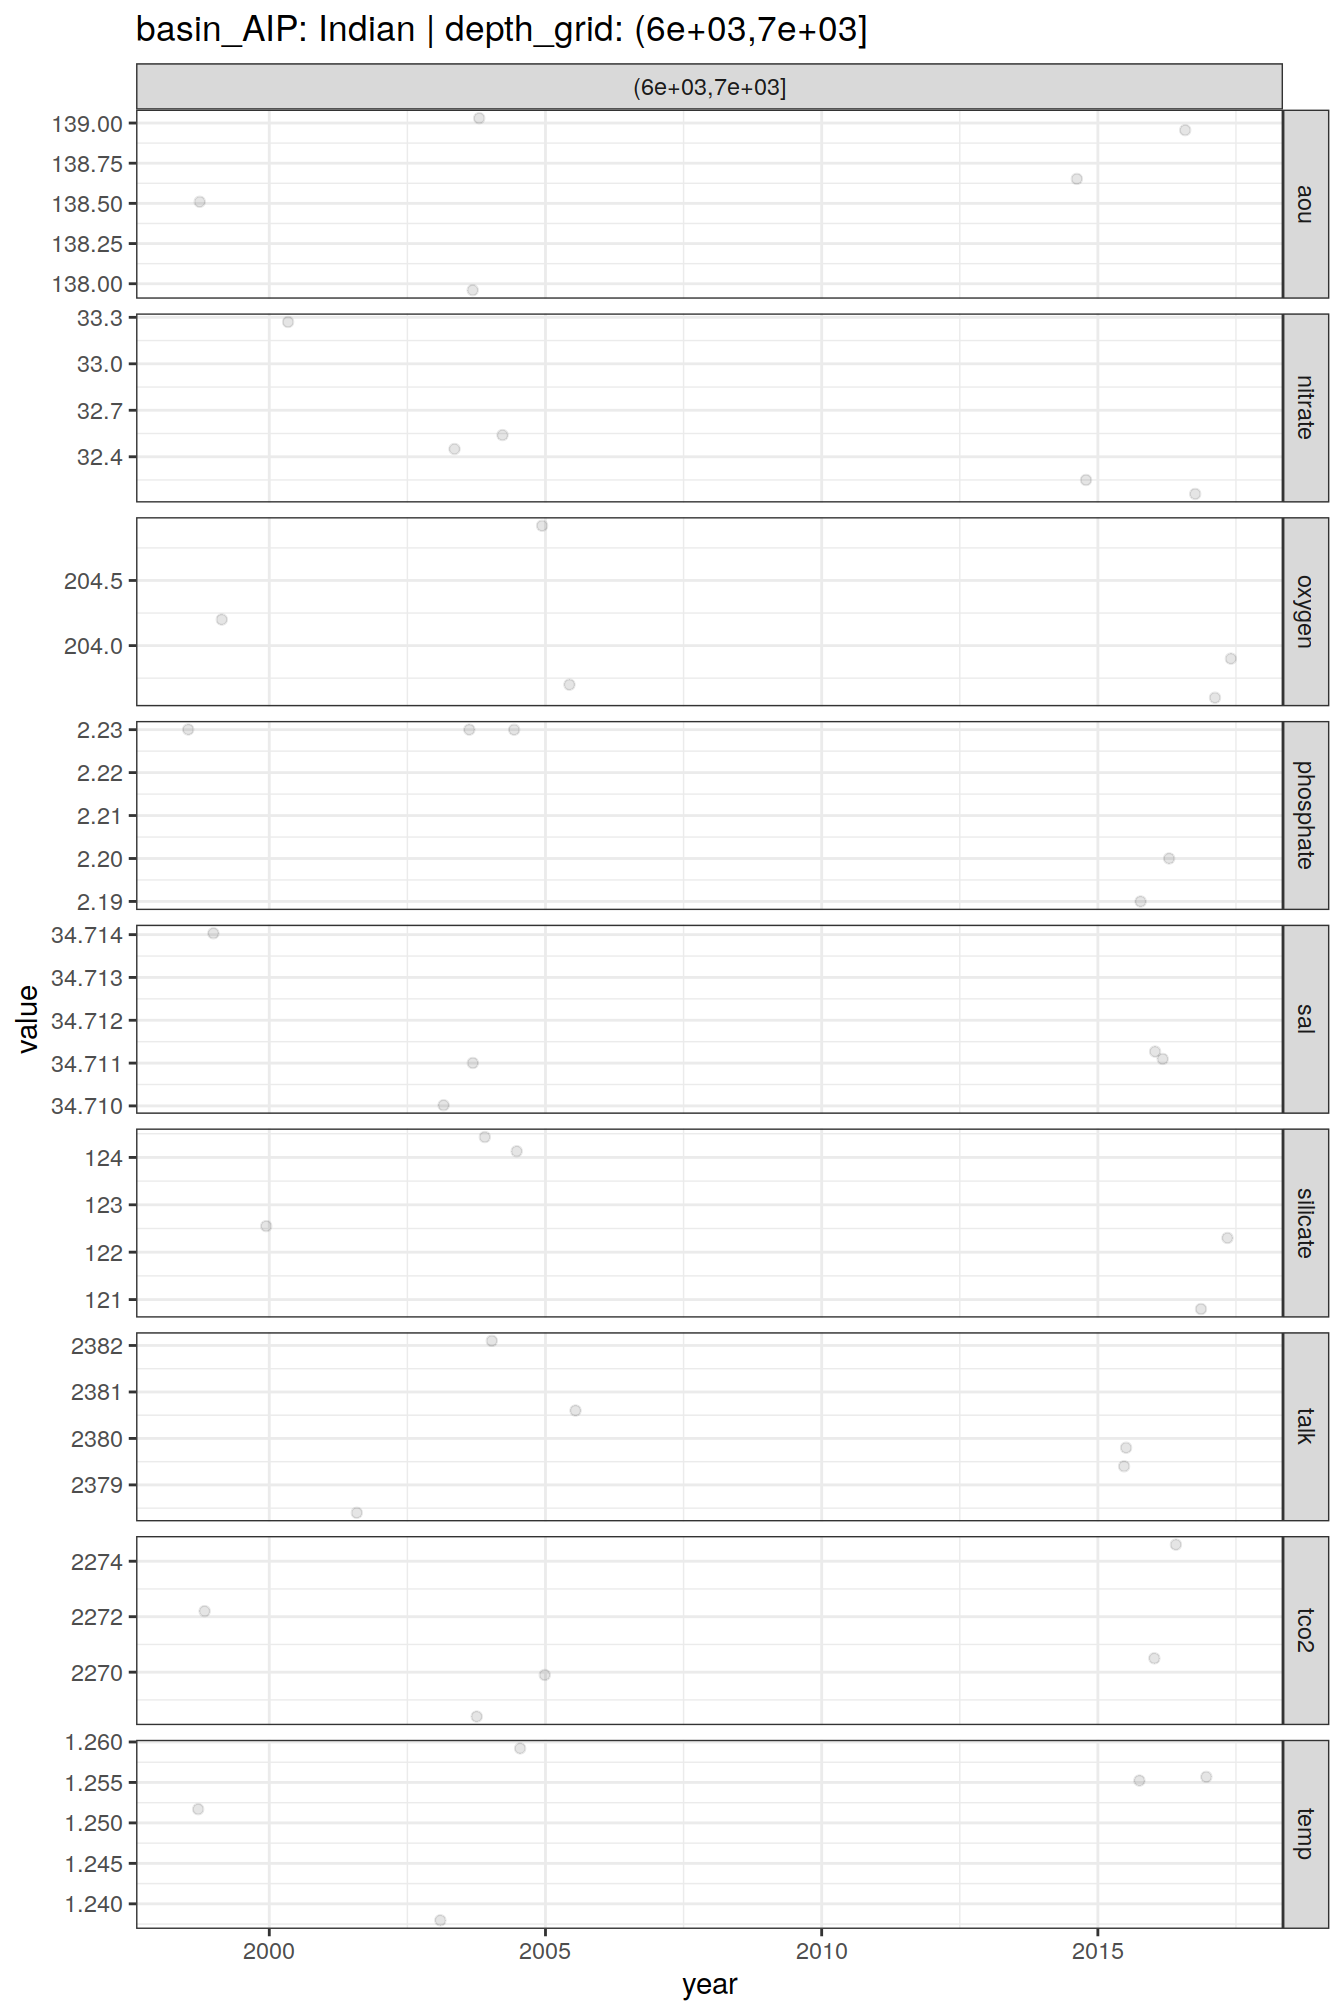 basin_AIP: Indian | depth_grid: (6e+03,7e+03]
(6e+03,7e+03]
139.00
138.75
138.50
138.25
138.00
aou
33.3
33.0
32.7
32.4
nitrate
204.5
204.0
oxygen
2.23
2.22
2.21
2.20
2.19
phosphate
34.714
34.713
34.712
34.711
34.710
sal
value
124
123
122
121
silicate
2382
2381
2380
2379
talk
2274
2272
2270
tco2
1.260
1.255
1.250
1.245
1.240
temp
2000 2005 2010 2015
year